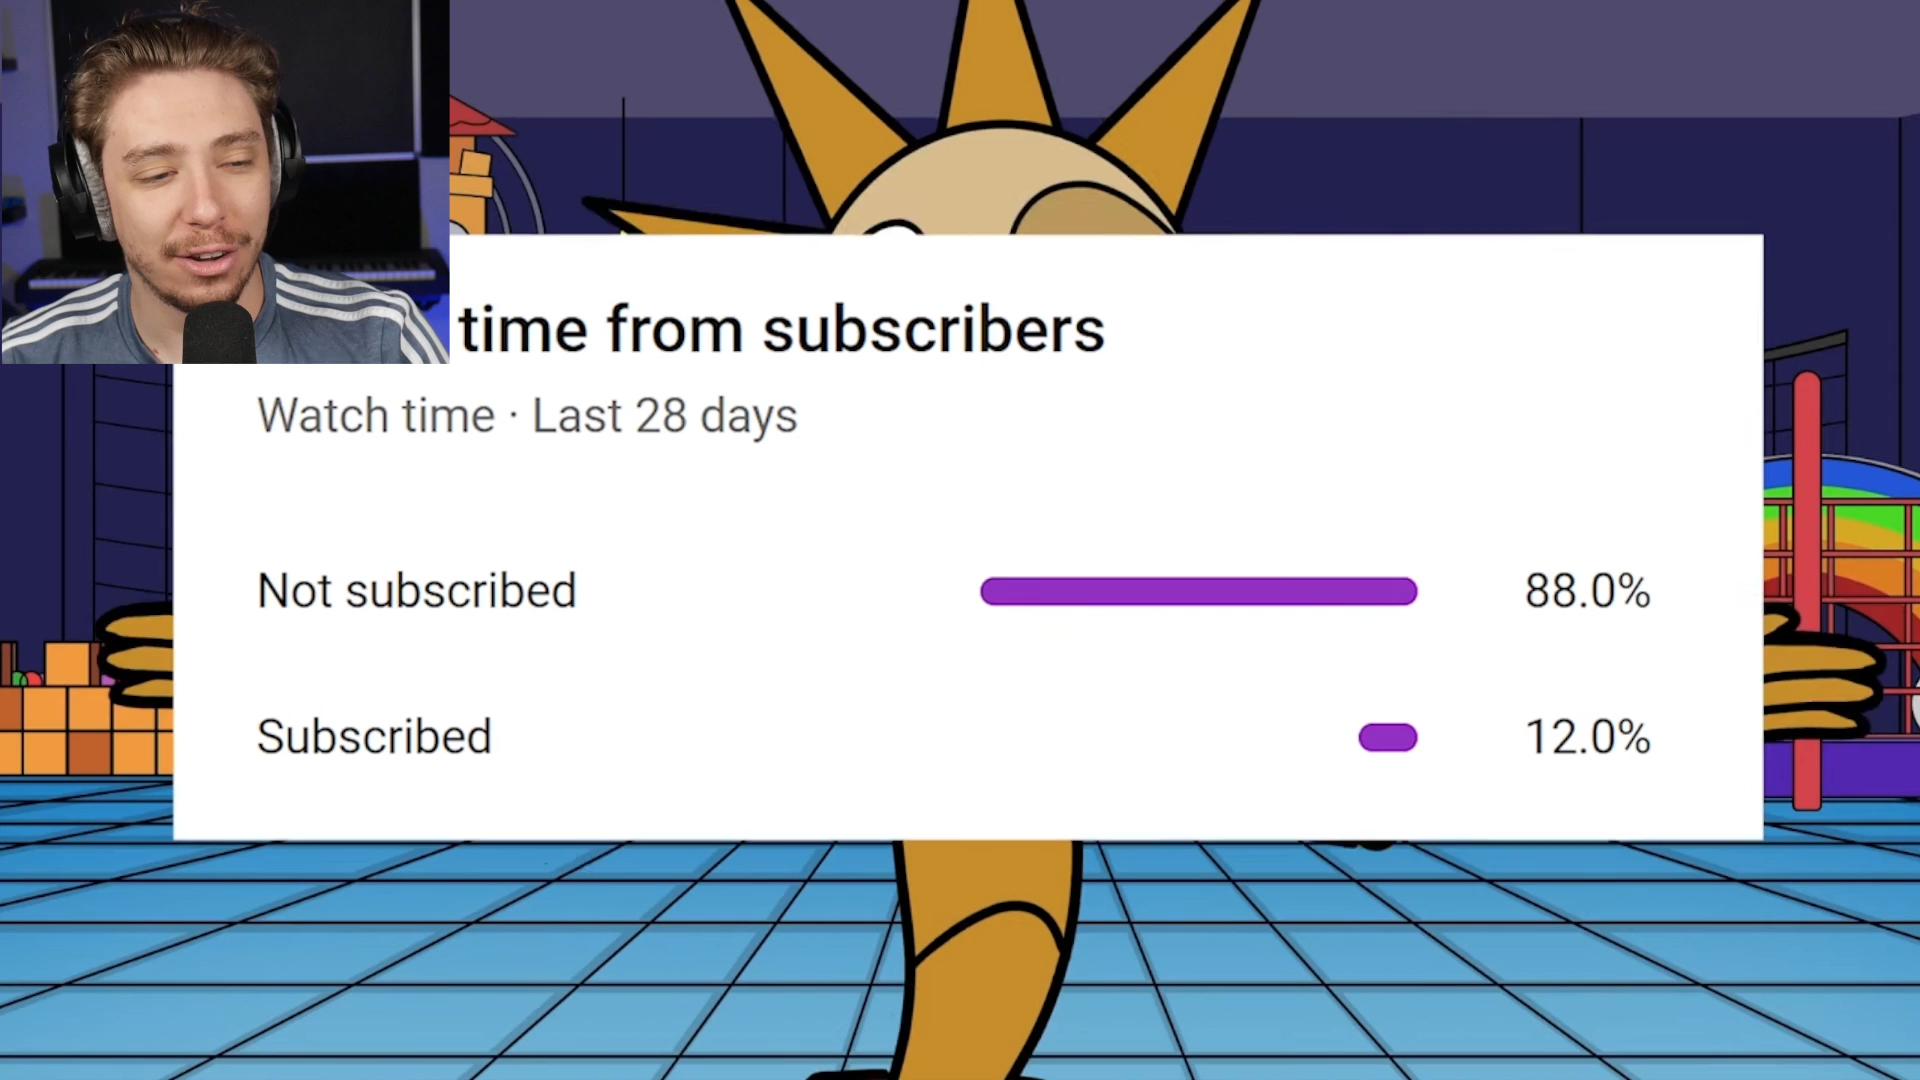 time from subscribers
Watch time · Last 28 days
Not subscribed 88.0%
Subscribed 12.0%